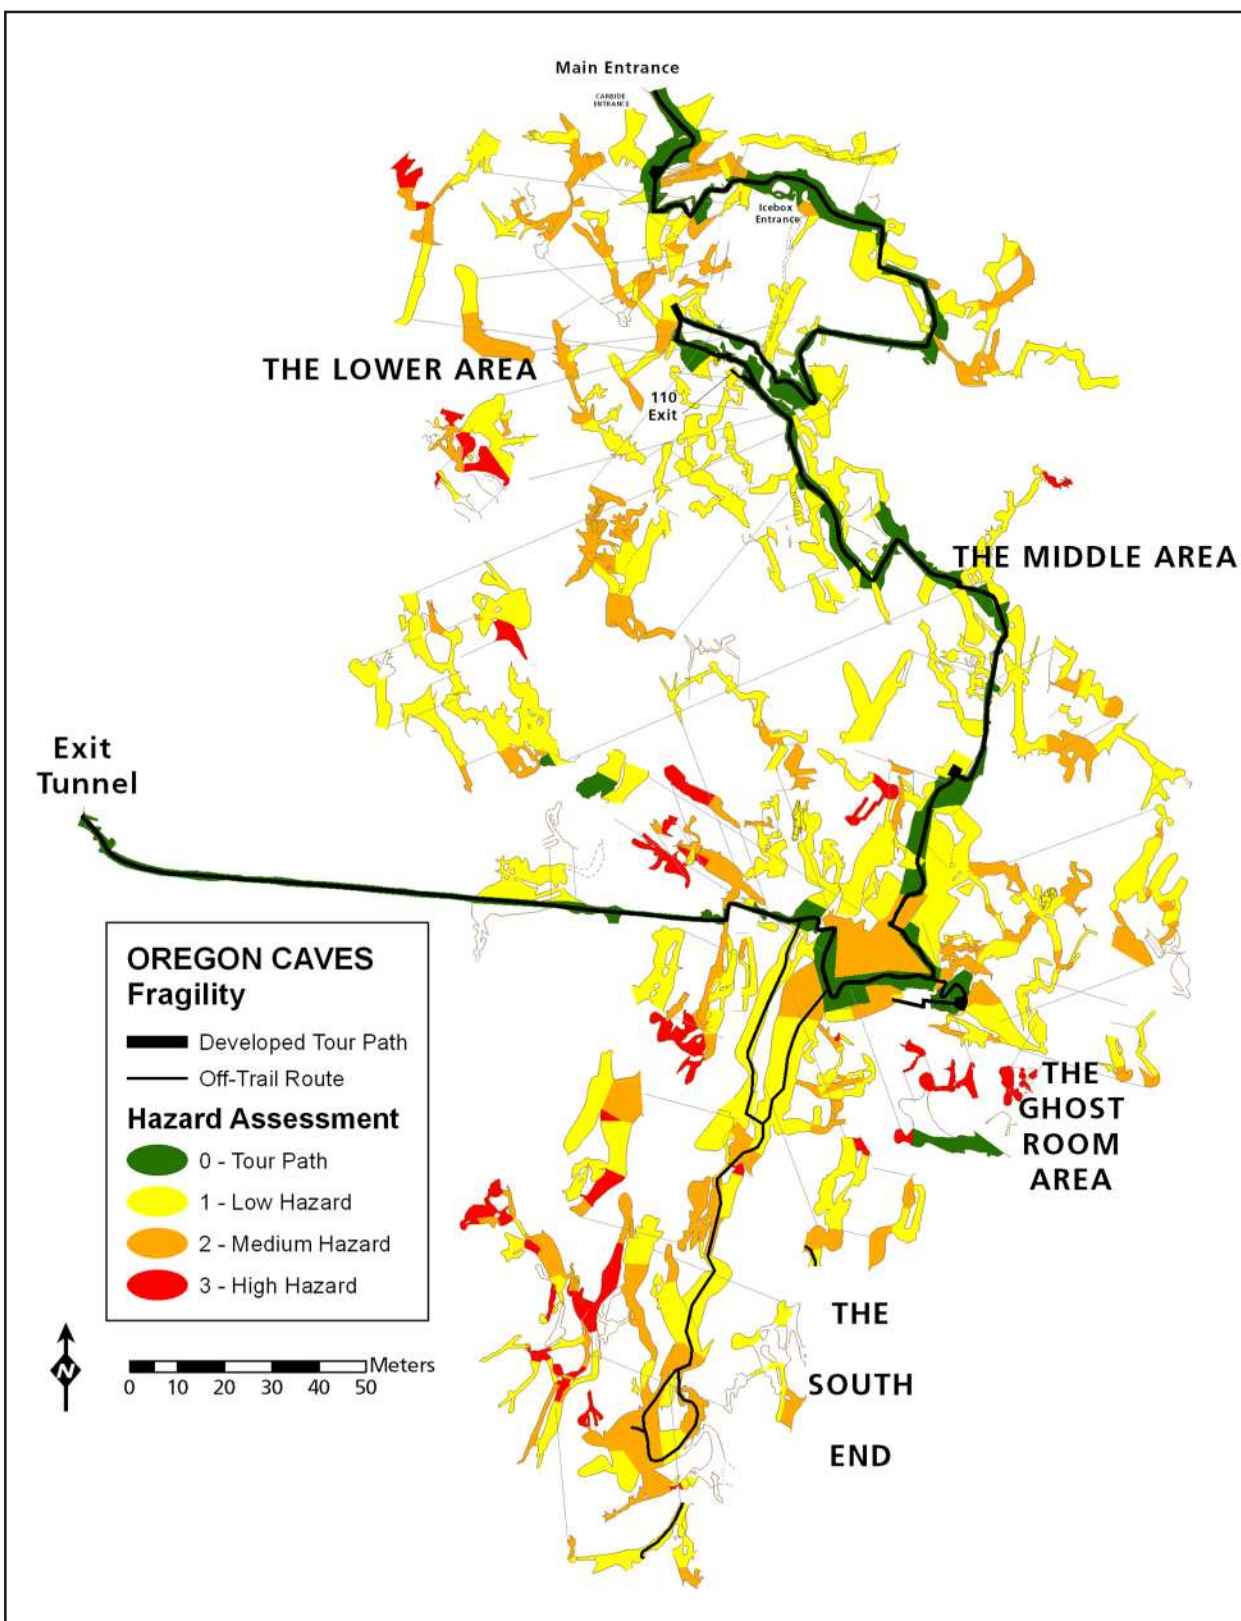 Main Entrance
CARBIDE
ENTRANCE
Icebox
Entrance
THE LOWER AREA
110
Exit
THE MIDDLE AREA
Exit
Tunnel
OREGON CAVES
Fragility
Developed Tour Path
Off-Trail Route
Hazard Assessment
0 - Tour Path
1 - Low Hazard
2 - Medium Hazard
3 - High Hazard
THE
GHOST
ROOM
AREA
THE
SOUTH
END
N
Meters
0 10 20 30 40 50